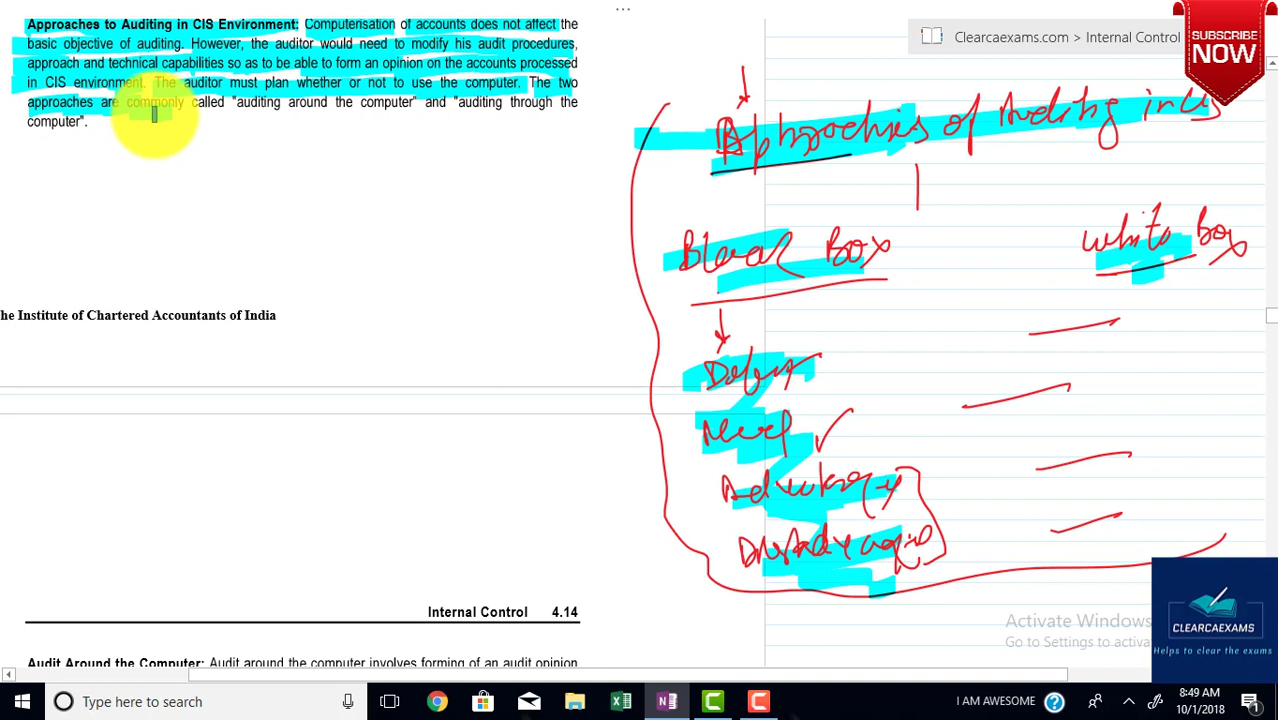 Approaches to Auditing in CIS Environment: Computerisation of accounts does not affect the
basic objective of auditing. However, the auditor would need to modify his audit procedures,
approach and technical capabilities so as to be able to form an opinion on the accounts processed
in CIS environment. The auditor must plan whether or not to use the computer. The two
approaches are commonly called "auditing around the computer" and "auditing through the
computer".
he Institute of Chartered Accountants of India
Internal Control 4.14
Audit Around the Computer: Audit around the computer involves forming of an audit opinion
Clearcaexams.com > Internal Control
SUBSCRIBE
NOW
Approaches of Auditing in CIS
Box
White Box
Need
Activate Windows
Go to Settings to activa
CLEARCAEXAMS
Helps to clear the exams
Type here to search
I AM AWESOME
8:49 AM
10/1/2018